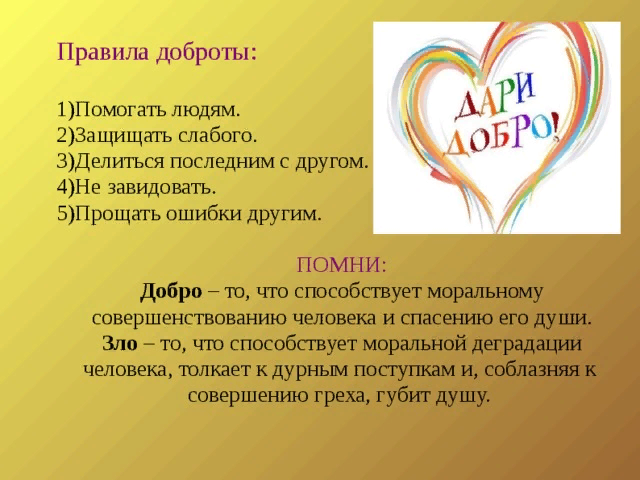 Правила доброты:
1)Помогать людям.
2)Защищать слабого.
3)Делиться последним с другом.
4)Не завидовать.
5)Прощать ошибки другим.
ДАРИ
ДОБРО!
ПОМНИ:
Добро – то, что способствует моральному
совершенствованию человека и спасению его души.
Зло – то, что способствует моральной деградации
человека, толкает к дурным поступкам и, соблазняя к
совершению греха, губит душу.